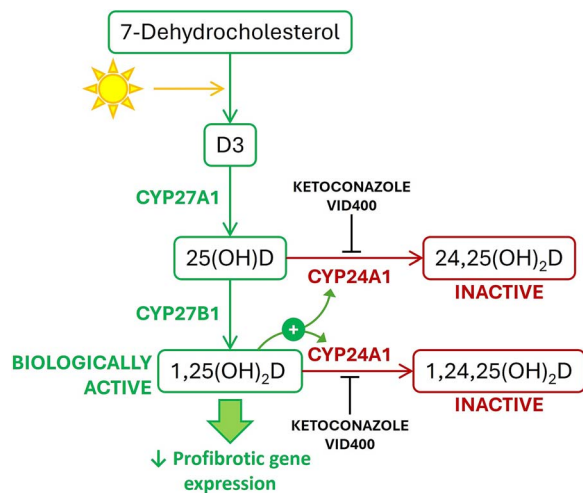 7-Dehydrocholesterol
D3
CYP27A1
KETOCONAZOLE
VID400
25(OH)D
CYP24A1
24,25(OH)₂D
INACTIVE
CYP27B1
+
BIOLOGICALLY
ACTIVE
1,25(OH)₂D
CYP24A1
1,24,25(OH)₂D
INACTIVE
KETOCONAZOLE
VID400
↓ Profibrotic gene
expression